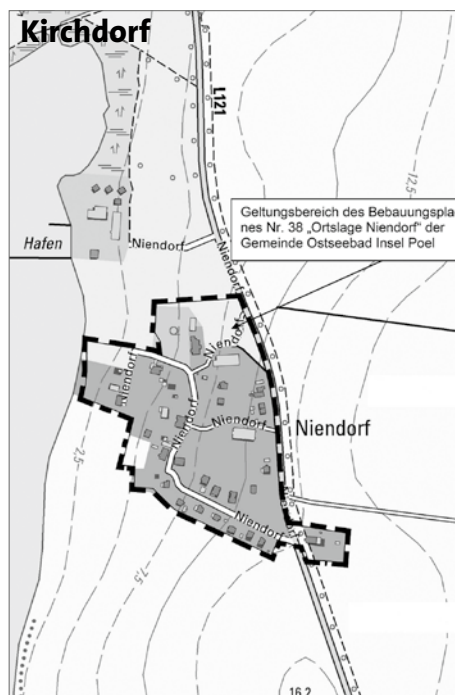 Kirchdorf
L121
12,5
Geltungsbereich des Bebauungspla-
nes Nr. 38 „Ortslage Niendorf" der
Gemeinde Ostseebad Insel Poel
Hafen
Niendorf
Niendorf
Niendorf
Niendorf
Niendorf
Niendorf
Niendorf
2,5
Niendorf
7,5
16,2